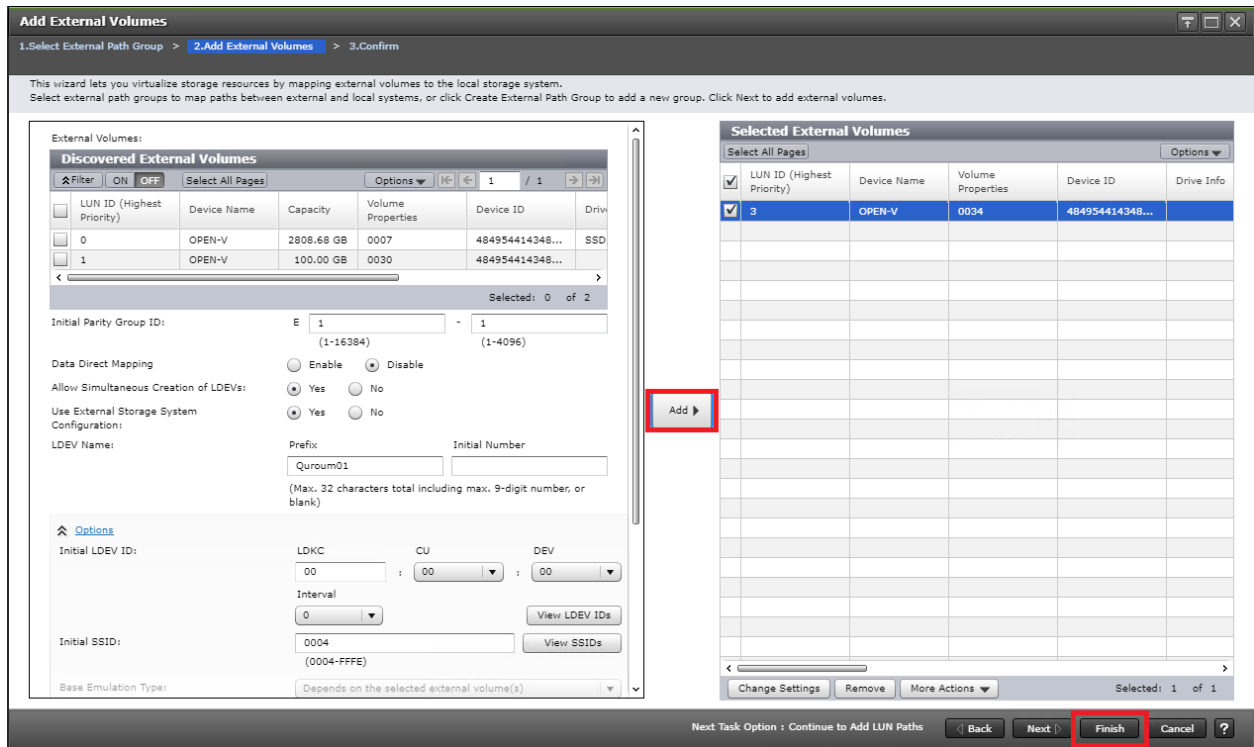 Add External Volumes
1.Select External Path Group > 2.Add External Volumes > 3.Confirm
This wizard lets you virtualize storage resources by mapping external volumes to the local storage system.
Select external path groups to map paths between external and local systems, or click Create External Path Group to add a new group. Click Next to add external volumes.
External Volumes:
Discovered External Volumes
Filter ON OFF Select All Pages Options 1 / 1
LUN ID (Highest Priority) Device Name Capacity Volume Properties Device ID Driv
0 OPEN-V 2808.68 GB 0007 484954414348... SSD
1 OPEN-V 100.00 GB 0030 484954414348...
Selected: 0 of 2
Initial Parity Group ID: E 1 - 1
(1-16384) (1-4096)
Data Direct Mapping Enable Disable
Allow Simultaneous Creation of LDEVs: Yes No
Use External Storage System Configuration: Yes No
LDEV Name: Prefix Initial Number
Quroum01
(Max. 32 characters total including max. 9-digit number, or
blank)
Options
Initial LDEV ID: LDKC CU DEV
00 : 00 : 00
Interval
0 View LDEV IDs
Initial SSID: 0004 View SSIDs
(0004-FFFE)
Base Emulation Type: Depends on the selected external volume(s)
Add
Selected External Volumes
Select All Pages Options
LUN ID (Highest Priority) Device Name Volume Properties Device ID Drive Info
3 OPEN-V 0034 484954414348...
Change Settings Remove More Actions Selected: 1 of 1
Next Task Option : Continue to Add LUN Paths Back Next Finish Cancel ?